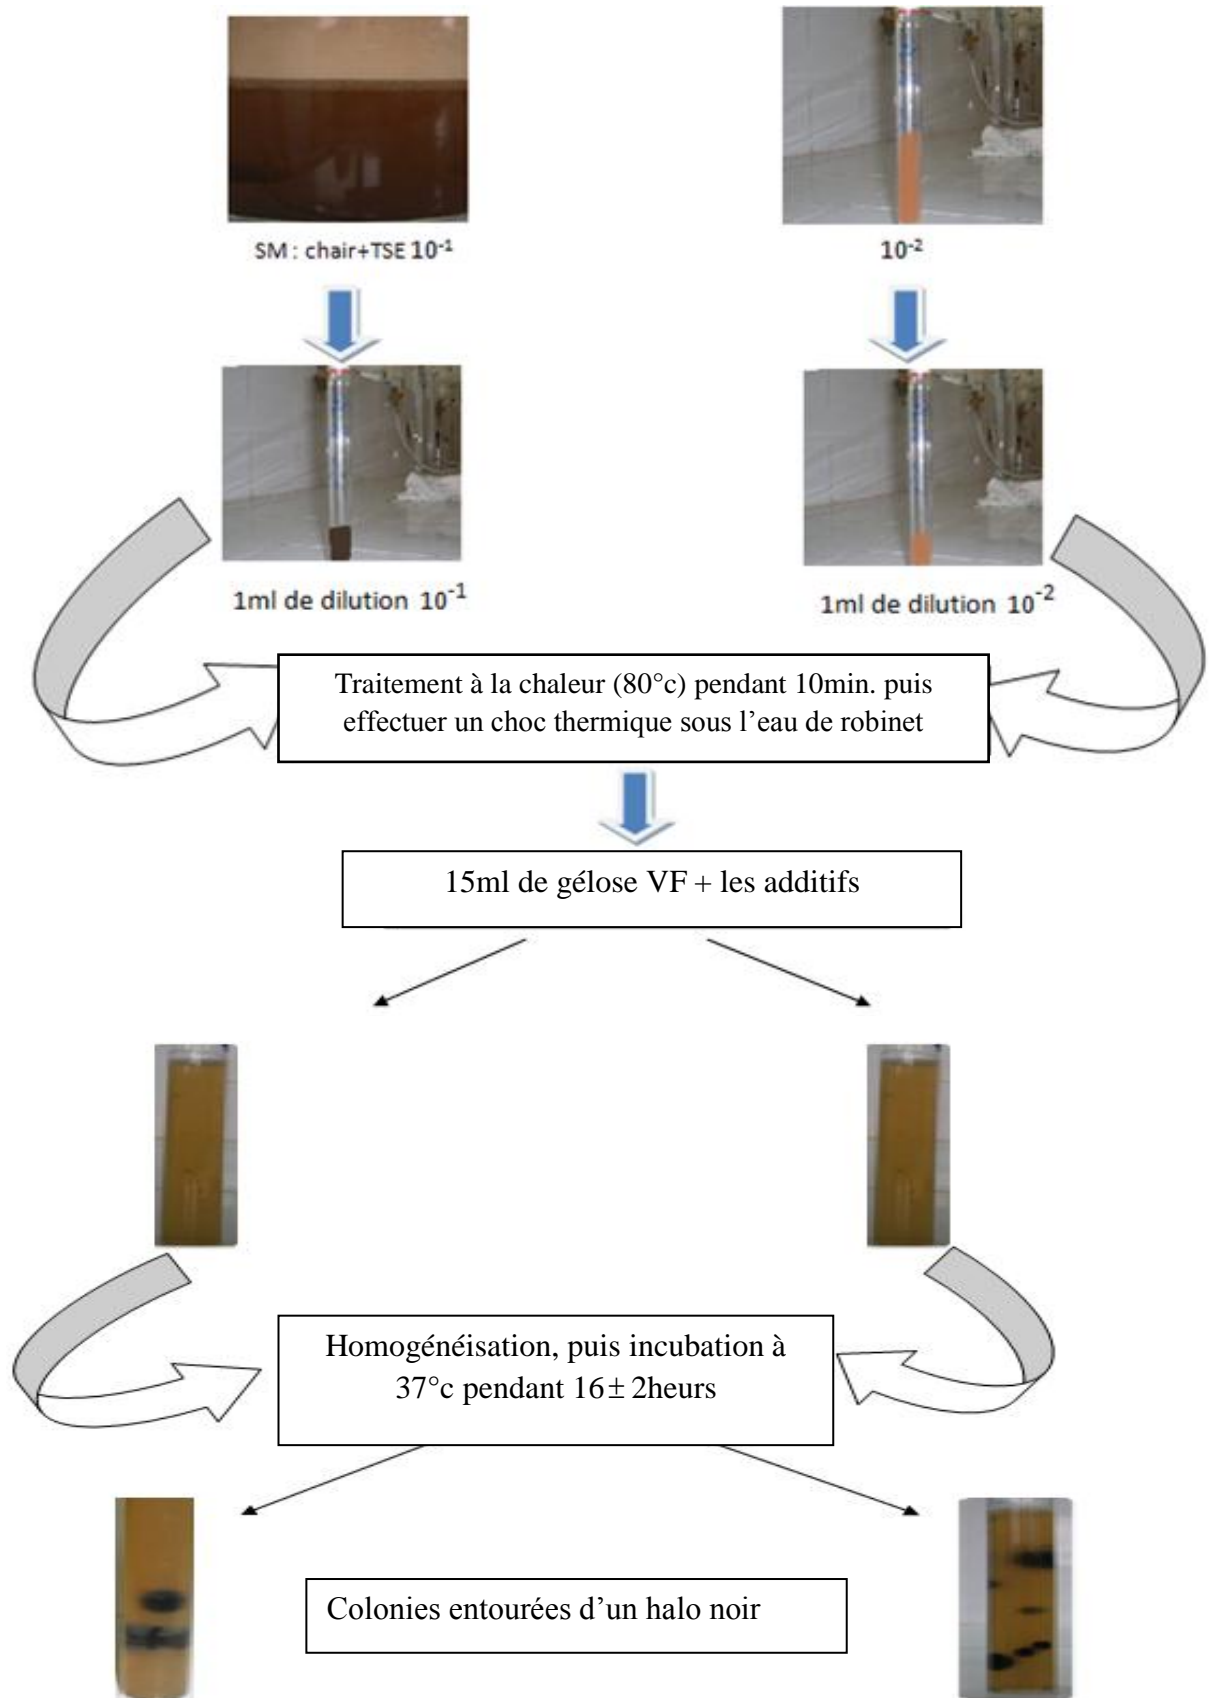 SM : chair+TSE 10⁻¹
10⁻²
1ml de dilution 10⁻¹
1ml de dilution 10⁻²
Traitement à la chaleur (80°c) pendant 10min. puis
effectuer un choc thermique sous l’eau de robinet
15ml de gélose VF + les additifs
Homogénéisation, puis incubation à
37°c pendant 16± 2heurs
Colonies entourées d’un halo noir